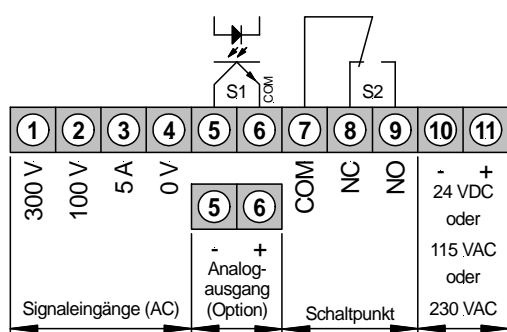 S1
COM
S2
1 2 3 4 5 6 7 8 9 10 11
300 V
100 V
5 A
0 V
COM
NC
NO
- +
24 VDC
oder
115 VAC
oder
230 VAC
5 6
- +
Analog-
ausgang
(Option)
Signaleingänge (AC)
Schaltpunkt